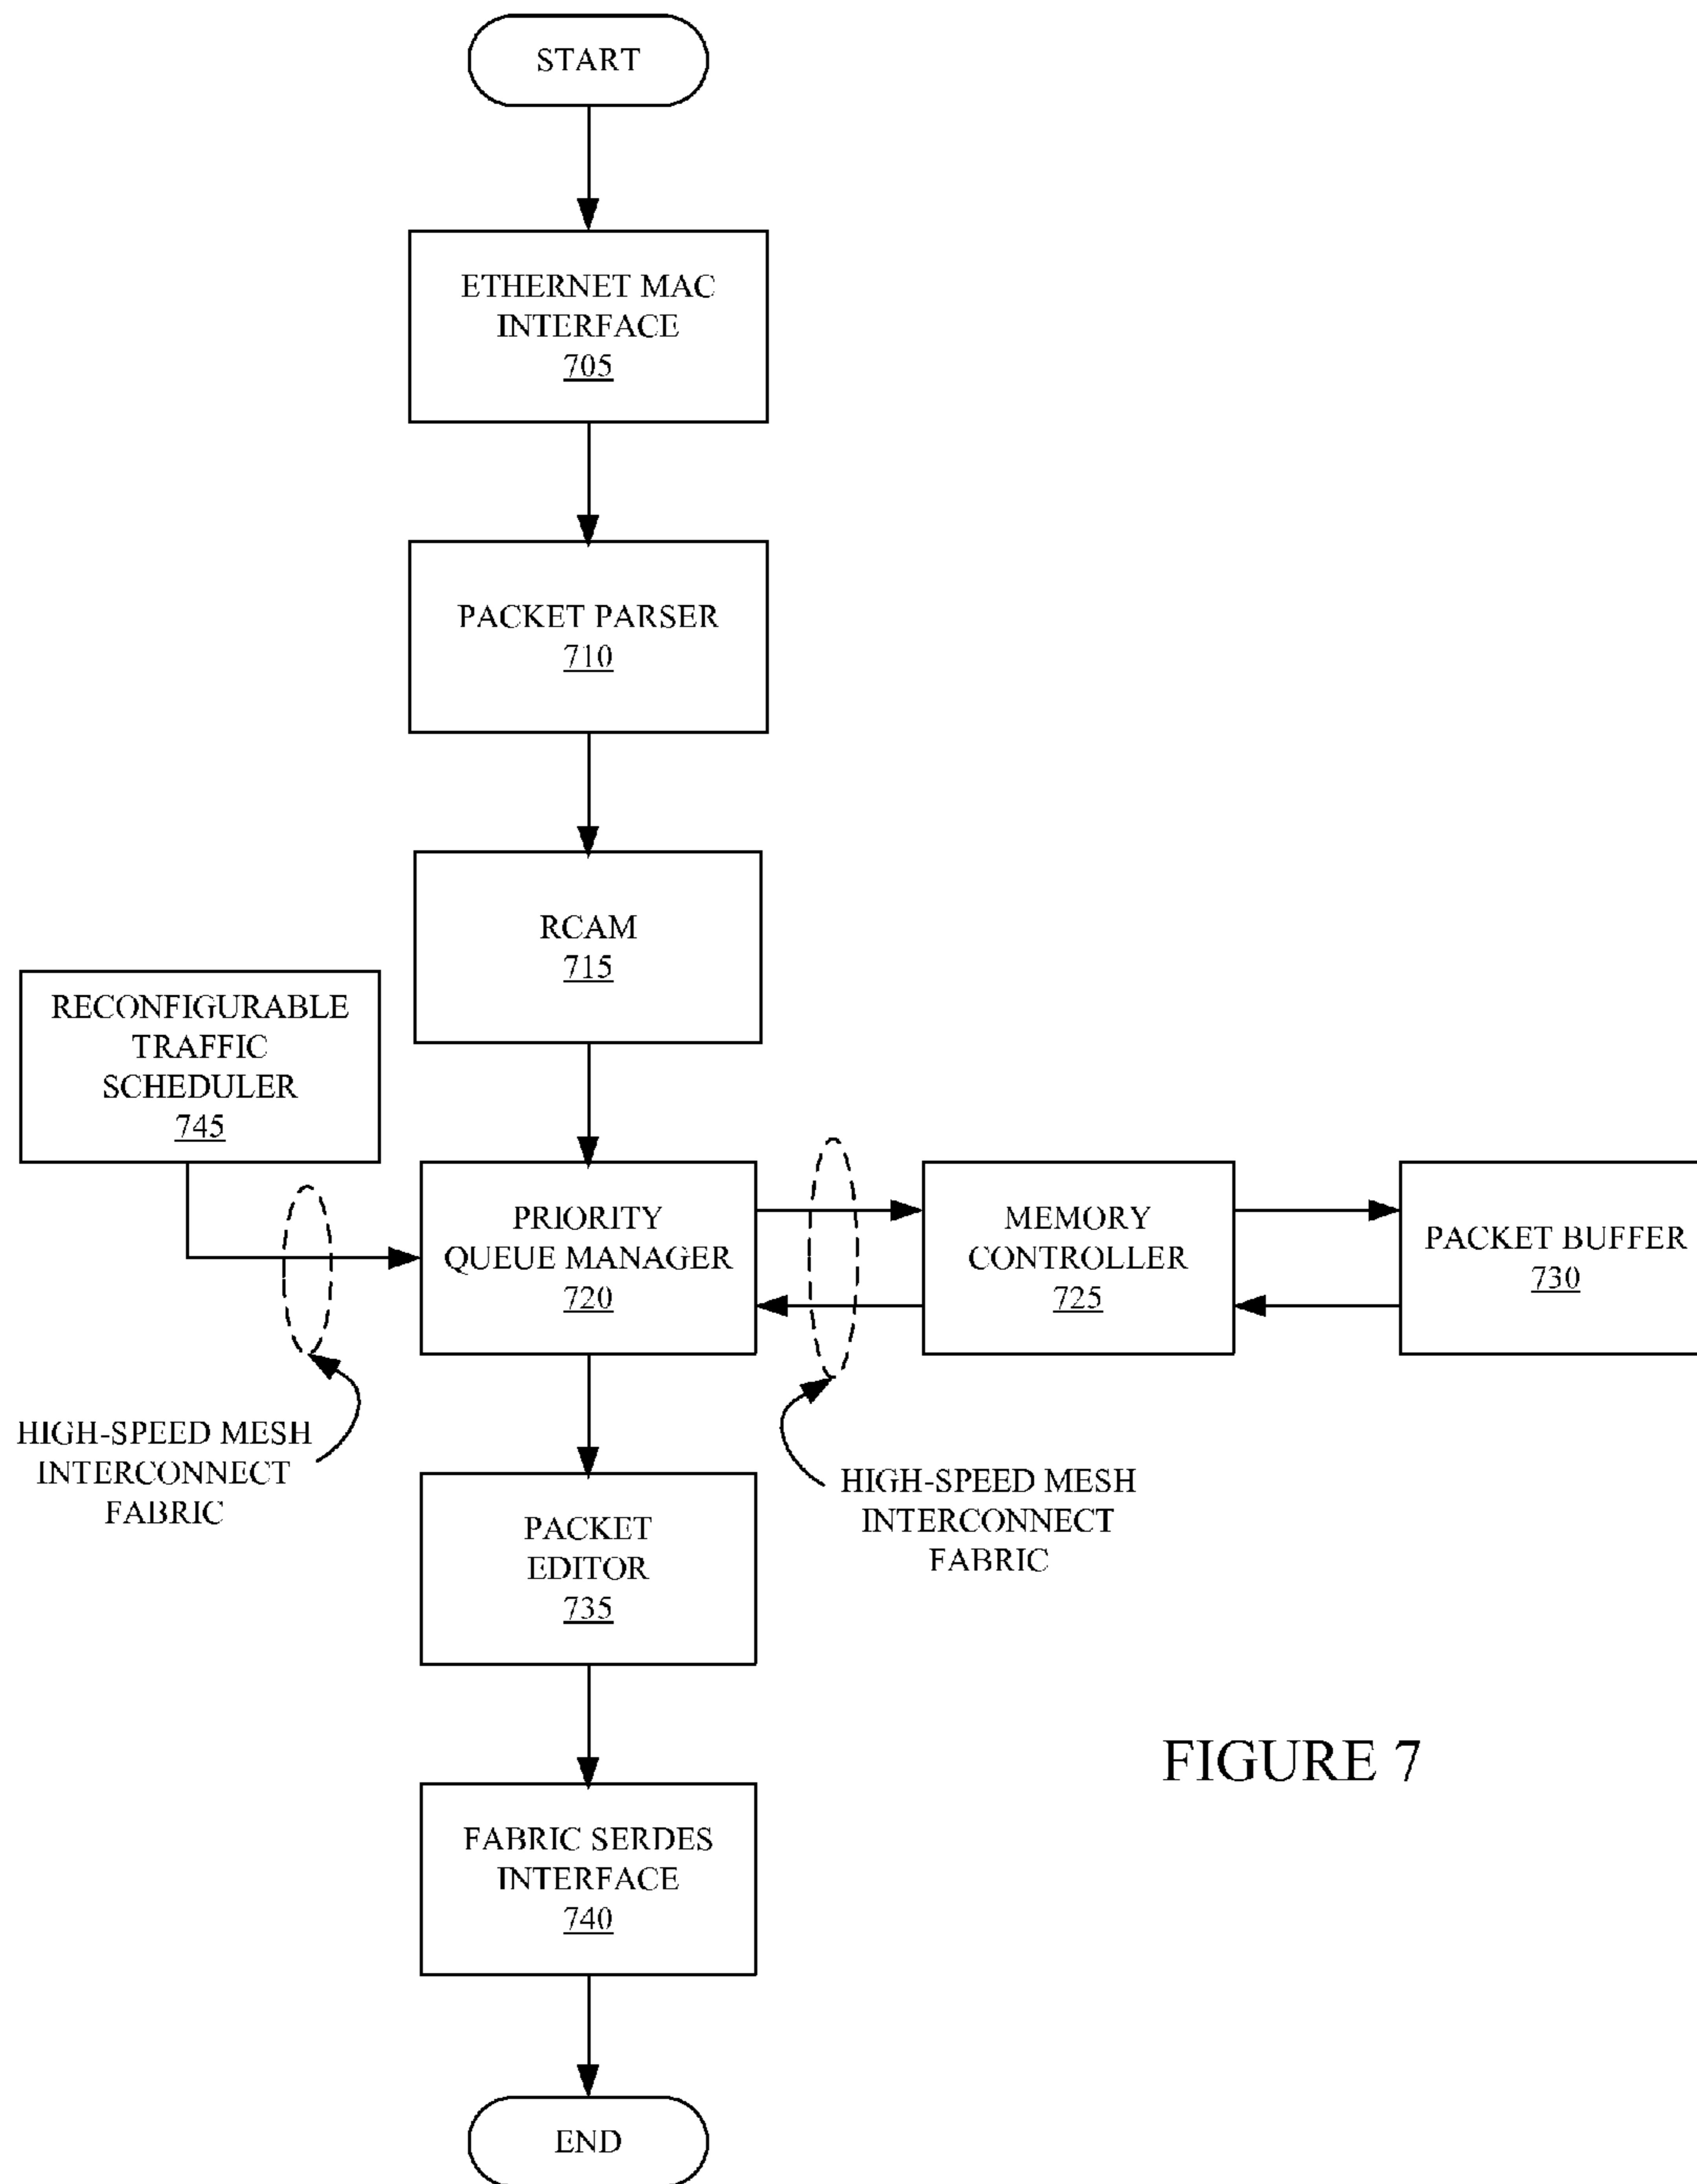 START
ETHERNET MAC
INTERFACE
705
PACKET PARSER
710
RCAM
715
RECONFIGURABLE
TRAFFIC
SCHEDULER
745
PRIORITY
QUEUE MANAGER
720
MEMORY
CONTROLLER
725
PACKET BUFFER
730
HIGH-SPEED MESH
INTERCONNECT
FABRIC
HIGH-SPEED MESH
INTERCONNECT
FABRIC
PACKET
EDITOR
735
FIGURE 7
FABRIC SERDES
INTERFACE
740
END